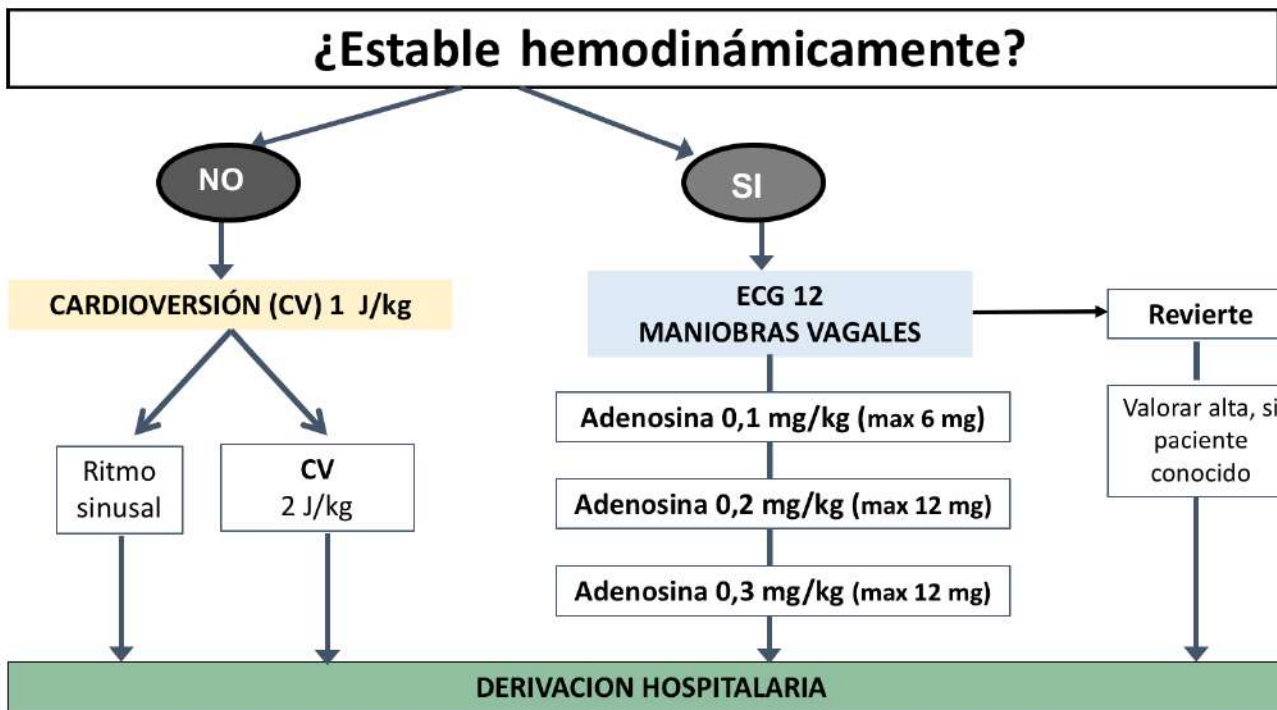 ¿Estable hemodinámicamente?
NO
SI
CARDIOVERSIÓN (CV) 1 J/kg
ECG 12
MANIOBRAS VAGALES
Revierte
Adenosina 0,1 mg/kg (max 6 mg)
Valorar alta, si
paciente
conocido
Ritmo
sinusal
CV
2 J/kg
Adenosina 0,2 mg/kg (max 12 mg)
Adenosina 0,3 mg/kg (max 12 mg)
DERIVACION HOSPITALARIA